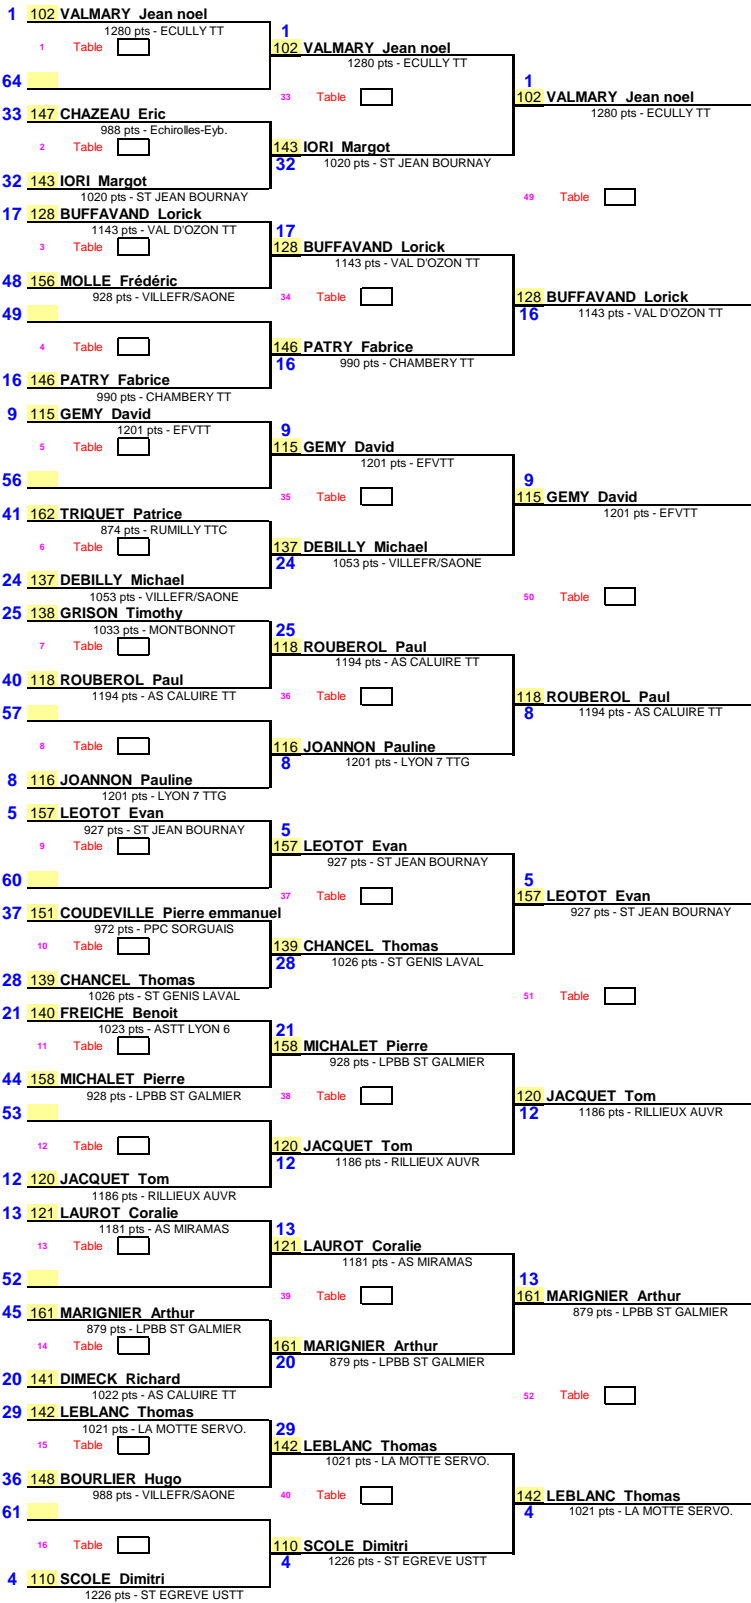 1 102 VALMARY Jean noel
1280 pts - ECULLY TT
1
1 Table
102 VALMARY Jean noel
1280 pts - ECULLY TT
64
1
33 Table
102 VALMARY Jean noel
33 147 CHAZEAU Eric
1280 pts - ECULLY TT
988 pts - Echirolles-Eyb.
2 Table
143 IORI Margot
32
1020 pts - ST JEAN BOURNAY
32 143 IORI Margot
1020 pts - ST JEAN BOURNAY
49 Table
17 128 BUFFAVAND Lorick
1143 pts - VAL D'OZON TT
17
3 Table
128 BUFFAVAND Lorick
1143 pts - VAL D'OZON TT
48 156 MOLLE Frédéric
928 pts - VILLEFR/SAONE
34 Table
128 BUFFAVAND Lorick
49
16
1143 pts - VAL D'OZON TT
4 Table
146 PATRY Fabrice
16
990 pts - CHAMBERY TT
16 146 PATRY Fabrice
990 pts - CHAMBERY TT
9 115 GEMY David
1201 pts - EFVTT
9
5 Table
115 GEMY David
1201 pts - EFVTT
56
9
35 Table
115 GEMY David
41 162 TRIQUET Patrice
1201 pts - EFVTT
874 pts - RUMILLY TTC
6 Table
137 DEBILLY Michael
24
1053 pts - VILLEFR/SAONE
24 137 DEBILLY Michael
1053 pts - VILLEFR/SAONE
50 Table
25 138 GRISON Timothy
1033 pts - MONTBONNOT
25
7 Table
118 ROUBEROL Paul
1194 pts - AS CALUIRE TT
40 118 ROUBEROL Paul
1194 pts - AS CALUIRE TT
36 Table
118 ROUBEROL Paul
57
8
1194 pts - AS CALUIRE TT
8 Table
116 JOANNON Pauline
8
1201 pts - LYON 7 TTG
8 116 JOANNON Pauline
1201 pts - LYON 7 TTG
5 157 LEOTOT Evan
927 pts - ST JEAN BOURNAY
5
9 Table
157 LEOTOT Evan
927 pts - ST JEAN BOURNAY
60
5
37 Table
157 LEOTOT Evan
37 151 COUDEVILLE Pierre emmanuel
927 pts - ST JEAN BOURNAY
972 pts - PPC SORGUAIS
10 Table
139 CHANCEL Thomas
28
1026 pts - ST GENIS LAVAL
28 139 CHANCEL Thomas
1026 pts - ST GENIS LAVAL
51 Table
21 140 FREICHE Benoit
1023 pts - ASTT LYON 6
21
11 Table
158 MICHALET Pierre
928 pts - LPBB ST GALMIER
44 158 MICHALET Pierre
928 pts - LPBB ST GALMIER
38 Table
120 JACQUET Tom
53
12
1186 pts - RILLIEUX AUVR
12 Table
120 JACQUET Tom
12
1186 pts - RILLIEUX AUVR
12 120 JACQUET Tom
1186 pts - RILLIEUX AUVR
13 121 LAUROT Coralie
1181 pts - AS MIRAMAS
13
13 Table
121 LAUROT Coralie
1181 pts - AS MIRAMAS
52
13
39 Table
161 MARIGNIER Arthur
45 161 MARIGNIER Arthur
879 pts - LPBB ST GALMIER
879 pts - LPBB ST GALMIER
14 Table
161 MARIGNIER Arthur
20
879 pts - LPBB ST GALMIER
20 141 DIMECK Richard
1022 pts - AS CALUIRE TT
52 Table
29 142 LEBLANC Thomas
1021 pts - LA MOTTE SERVO.
29
15 Table
142 LEBLANC Thomas
1021 pts - LA MOTTE SERVO.
36 148 BOURLIER Hugo
988 pts - VILLEFR/SAONE
40 Table
142 LEBLANC Thomas
61
4
1021 pts - LA MOTTE SERVO.
16 Table
110 SCOLE Dimitri
4
1226 pts - ST EGREVE USTT
4 110 SCOLE Dimitri
1226 pts - ST EGREVE USTT